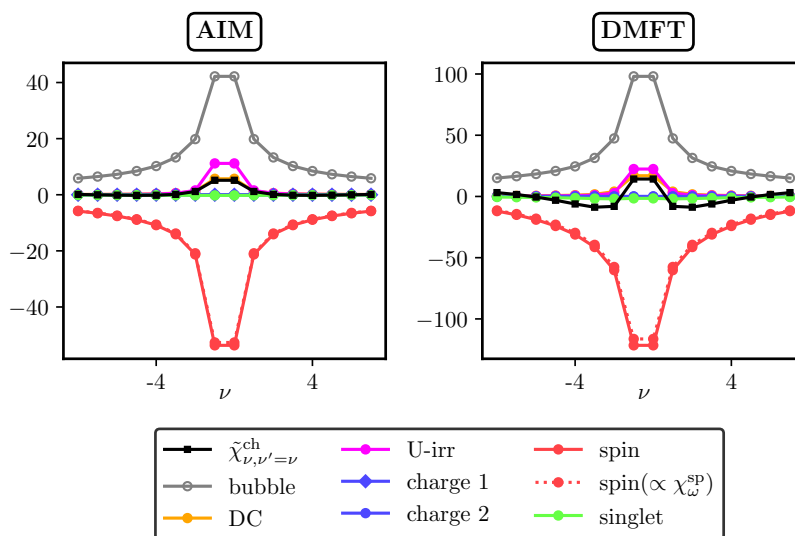 AIM
DMFT
40
20
0
−20
−40
100
50
0
−50
−100
-4
4
ν
-4
4
ν
χ̃^ch_ν,ν′=ν
bubble
DC
U-irr
charge 1
charge 2
spin
spin(∝ χ^sp_ω)
singlet